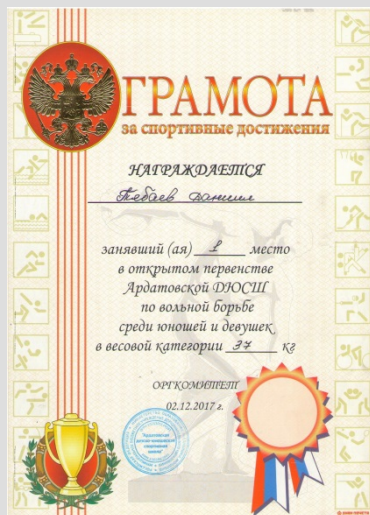 ГРАМОТА
за спортивные достижения
НАГРАЖДАЕТСЯ
Тебаев Даниил
занявший (ая) 1 место
в открытом первенстве
Ардатовской ДЮСШ
по вольной борьбе
среди юношей и девушек
в весовой категории 37 кг
ОРГКОМИТЕТ
02.12.2017 г.